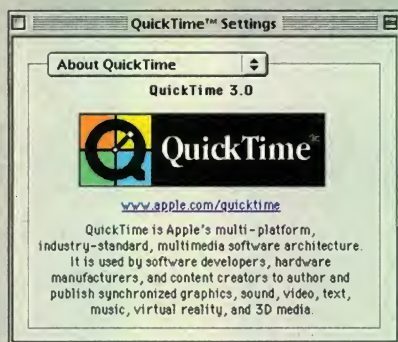 QuickTime™ Settings
About QuickTime
QuickTime 3.0
QuickTime™
www.apple.com/quicktime
QuickTime is Apple's multi-platform,
industry-standard, multimedia software architecture.
It is used by software developers, hardware
manufacturers, and content creators to author and
publish synchronized graphics, sound, video, text,
music, virtual reality, and 3D media.